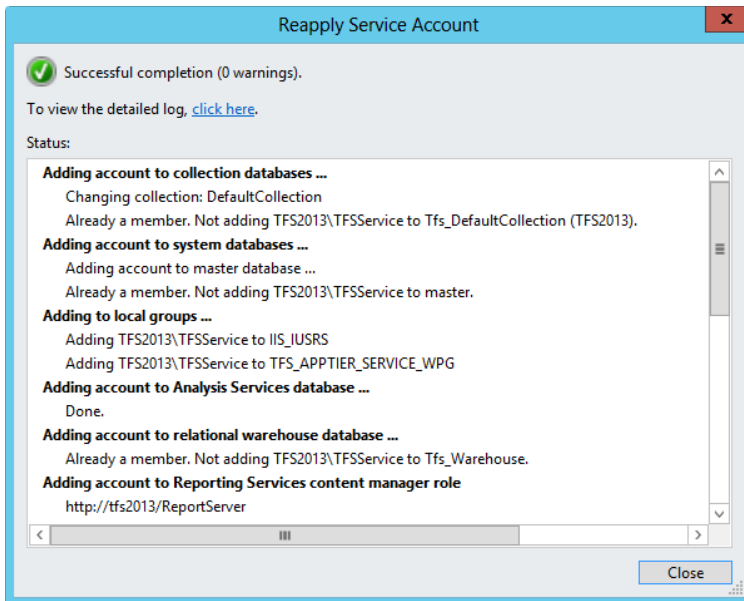 Reapply Service Account
x
Successful completion (0 warnings).
To view the detailed log, click here.
Status:
Adding account to collection databases ...
Changing collection: DefaultCollection
Already a member. Not adding TFS2013\TFSService to Tfs_DefaultCollection (TFS2013).
Adding account to system databases ...
Adding account to master database ...
Already a member. Not adding TFS2013\TFSService to master.
Adding to local groups ...
Adding TFS2013\TFSService to IIS_IUSRS
Adding TFS2013\TFSService to TFS_APPTIER_SERVICE_WPG
Adding account to Analysis Services database ...
Done.
Adding account to relational warehouse database ...
Already a member. Not adding TFS2013\TFSService to Tfs_Warehouse.
Adding account to Reporting Services content manager role
http://tfs2013/ReportServer
Close